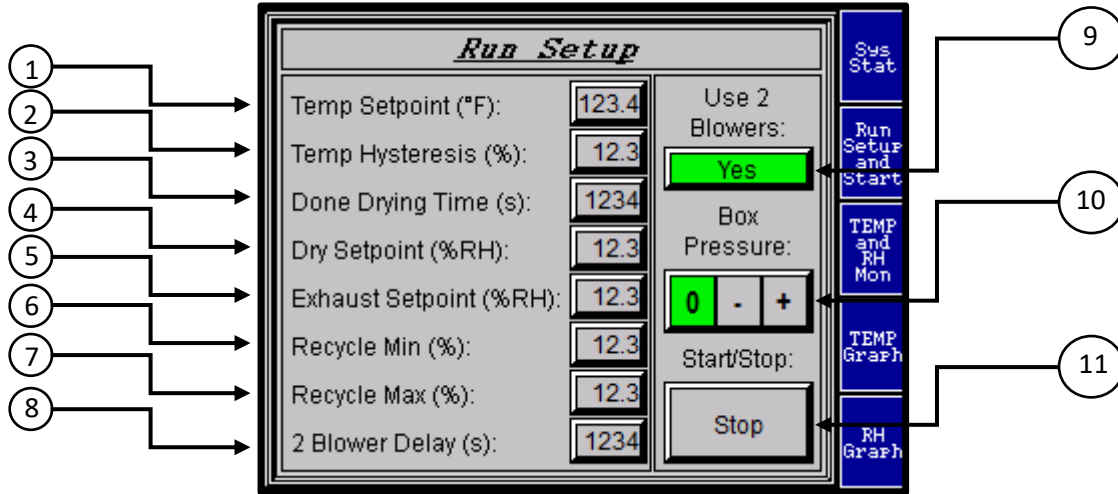 Run Setup
1
Temp Setpoint (°F): 123.4
2
Temp Hysteresis (%): 12.3
3
Done Drying Time (s): 1234
4
Dry Setpoint (%RH): 12.3
5
Exhaust Setpoint (%RH): 12.3
6
Recycle Min (%): 12.3
7
Recycle Max (%): 12.3
8
2 Blower Delay (s): 1234
Use 2
Blowers:
Yes
9
Box
Pressure:
0 - +
10
Start/Stop:
Stop
11
Sys
Stat
Run
Setup
and
Start
TEMP
and
RH
Mon
TEMP
Graph
RH
Graph